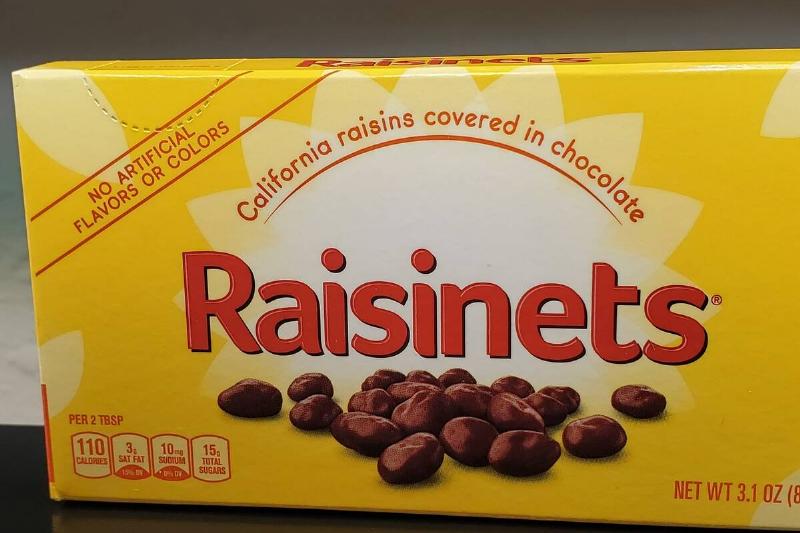 Raisinets
NO ARTIFICIAL
FLAVORS OR COLORS
California raisins covered in chocolate
Raisinets®
PER 2 TBSP
110
CALORIES
3g
SAT FAT
15% DV
10mg
SODIUM
0% DV
15g
TOTAL
SUGARS
NET WT 3.1 OZ (8